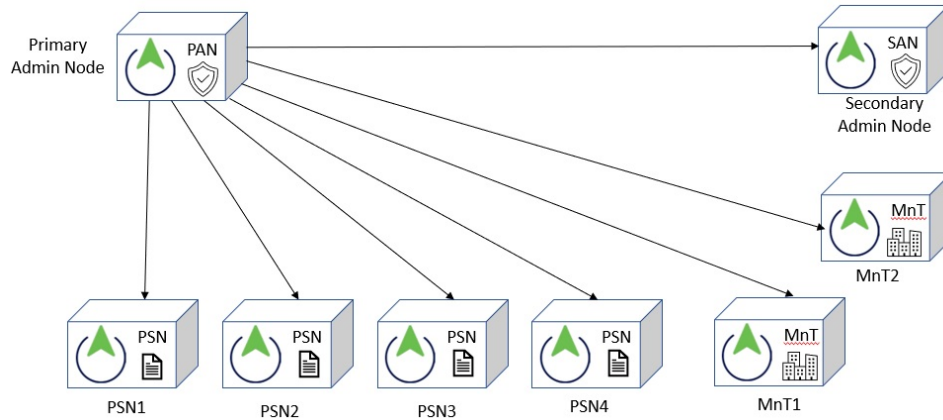 Primary
Admin Node
PAN
SAN
Secondary
Admin Node
MnT
MnT2
PSN
PSN
PSN
PSN
MnT
PSN1
PSN2
PSN3
PSN4
MnT1